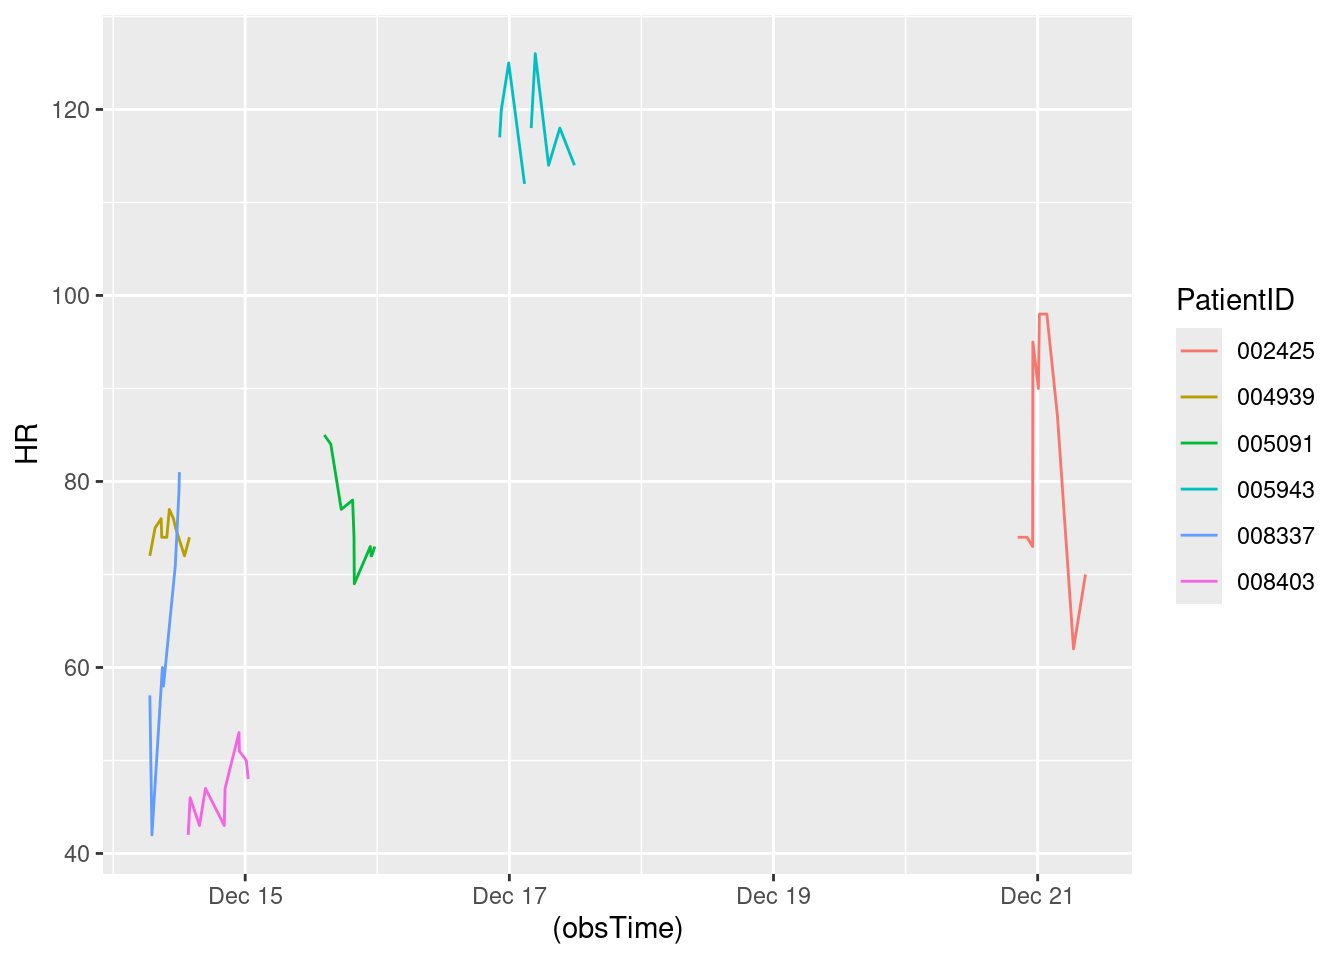 120
100
80
60
40
HR
Dec 15
Dec 17
Dec 19
Dec 21
(obsTime)
PatientID
002425
004939
005091
005943
008337
008403